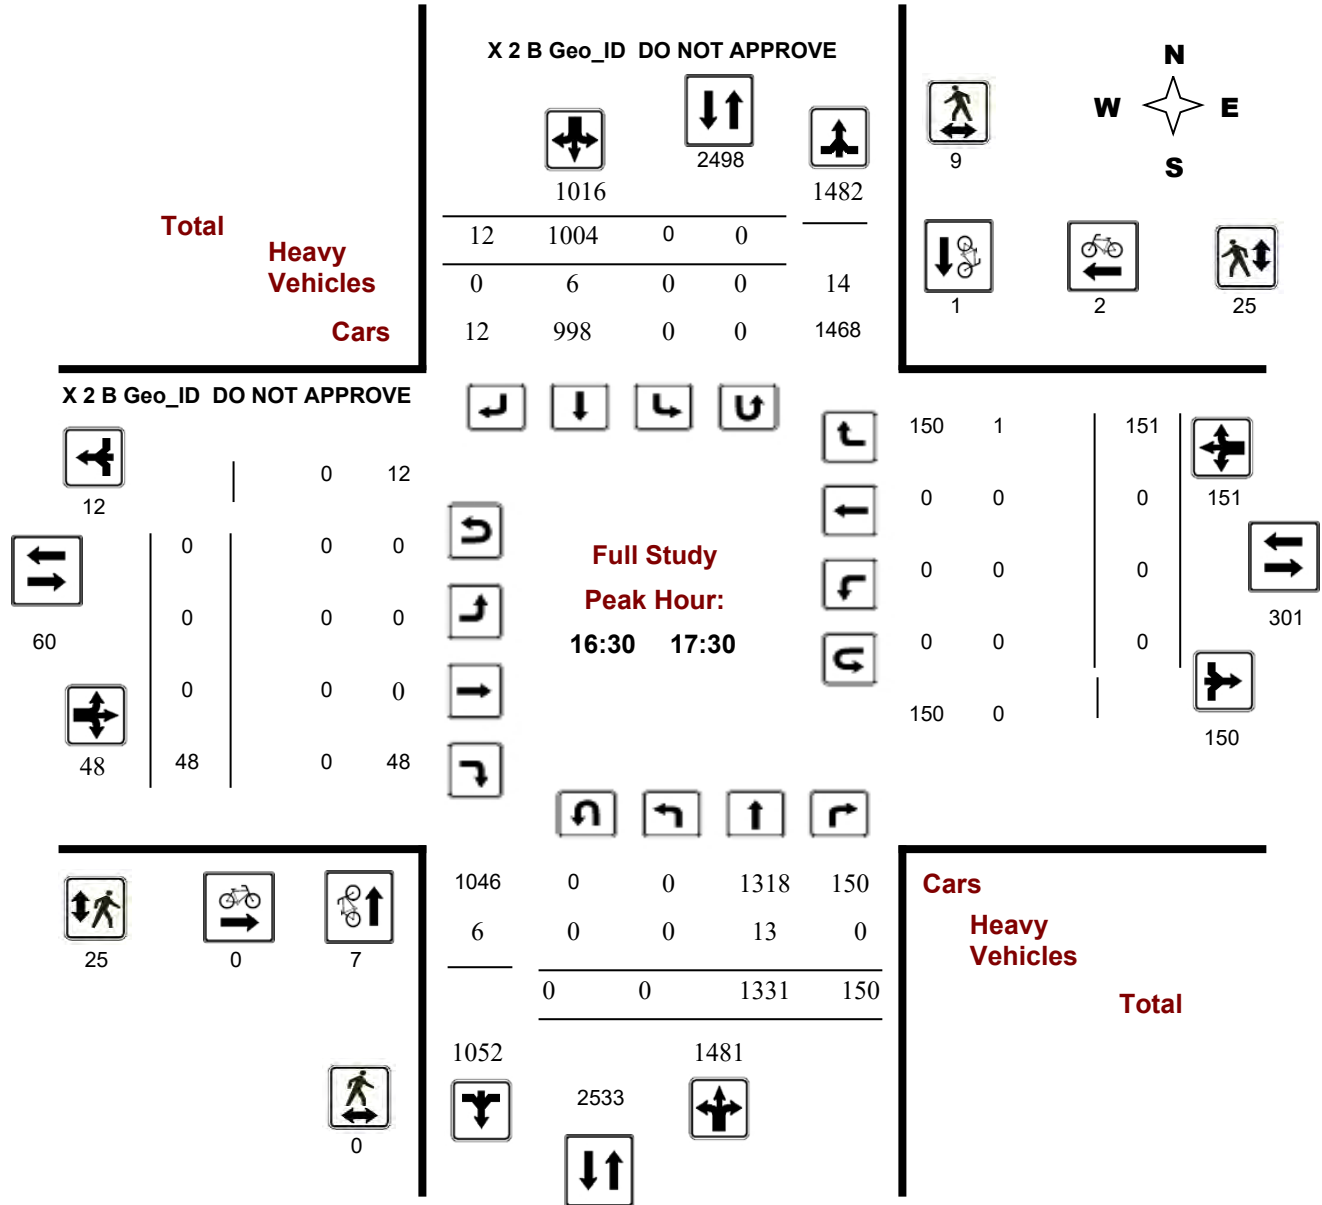 X 2 B Geo_ID DO NOT APPROVE
N
W E
S
2498
9
1016
1482
Total
12 1004 0 0
Heavy
Vehicles
0 6 0 0 14
1 2 25
Cars
12 998 0 0 1468
X 2 B Geo_ID DO NOT APPROVE
150 1 151
0 12
12
0 0 0 151
0 0 0
Full Study
0 0 0
Peak Hour:
0 0 0
301
60
16:30 17:30
0 0 0
0 0 0
150 0
150
48
48 0 48
1046 0 0 1318 150
Cars
6 0 0 13 0
Heavy
Vehicles
25 0 7
0 0 1331 150
Total
1052 1481
2533
0